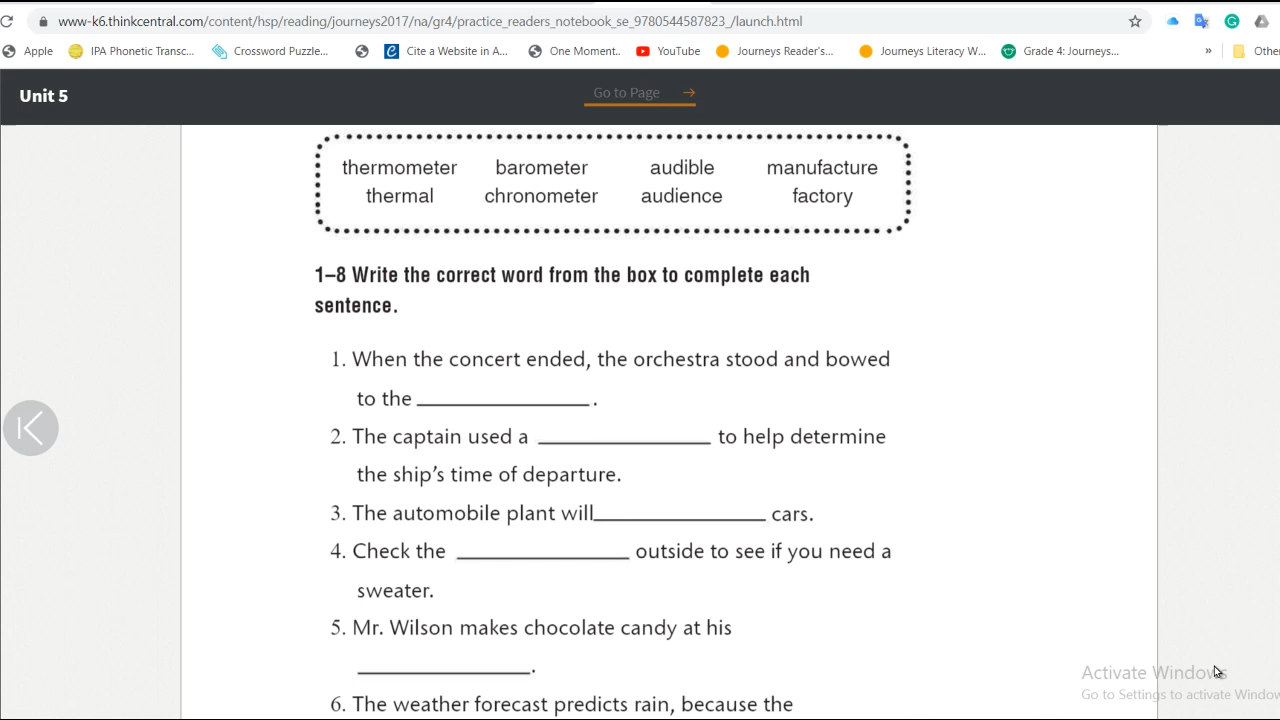 www-k6.thinkcentral.com/content/hsp/reading/journeys2017/na/gr4/practice_readers_notebook_se_9780544587823_/launch.html
Apple IPA Phonetic Transc... Crossword Puzzle... Cite a Website in A... One Moment.. YouTube Journeys Reader's... Journeys Literacy W... Grade 4: Journeys... » Othe
Unit 5
Go to Page →
thermometer barometer audible manufacture
thermal chronometer audience factory
1–8 Write the correct word from the box to complete each
sentence.
1. When the concert ended, the orchestra stood and bowed
to the ________________ .
2. The captain used a ________________ to help determine
the ship's time of departure.
3. The automobile plant will________________ cars.
4. Check the ________________ outside to see if you need a
sweater.
5. Mr. Wilson makes chocolate candy at his
________________.
6. The weather forecast predicts rain, because the
Activate Windows
Go to Settings to activate Window